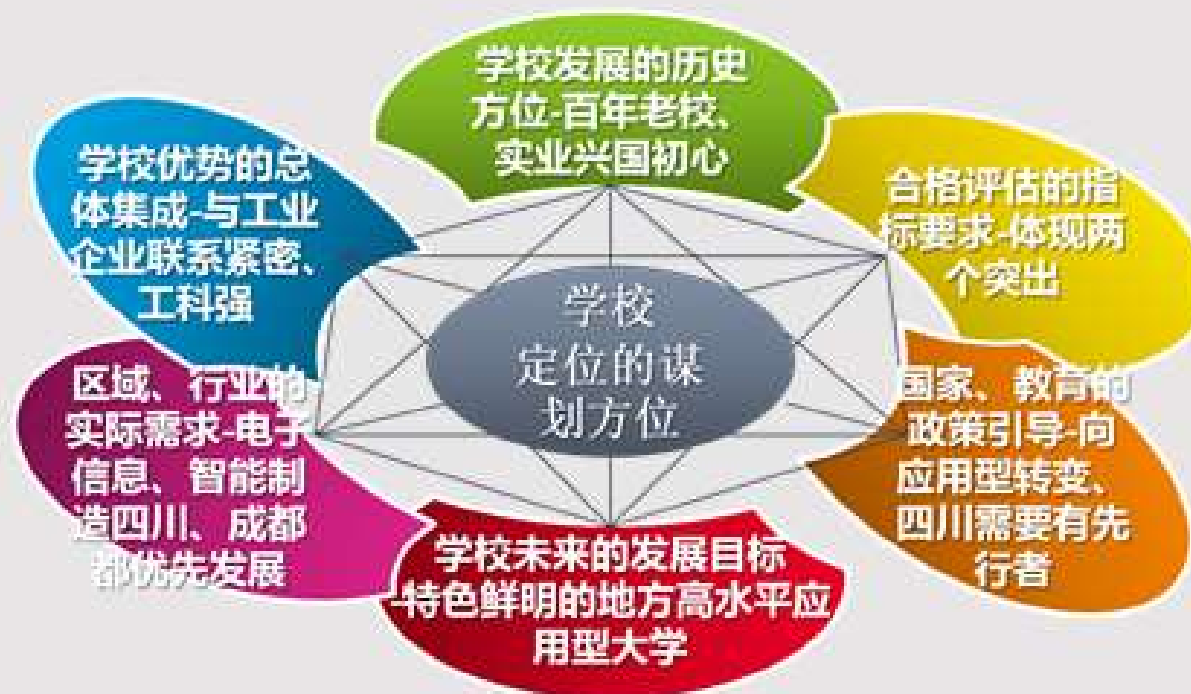 学校发展的历史
方位-百年老校、
实业兴国初心
合格评估的指
标要求-体现两
个突出
国家、教育的
政策引导-向
应用型转变、
四川需要有先
行者
学校未来的发展目标
-特色鲜明的地方高水平应
用型大学
区域、行业的
实际需求-电子
信息、智能制
造四川、成都
都优先发展
学校优势的总
体集成-与工业
企业联系紧密、
工科强
学校
定位的谋
划方位